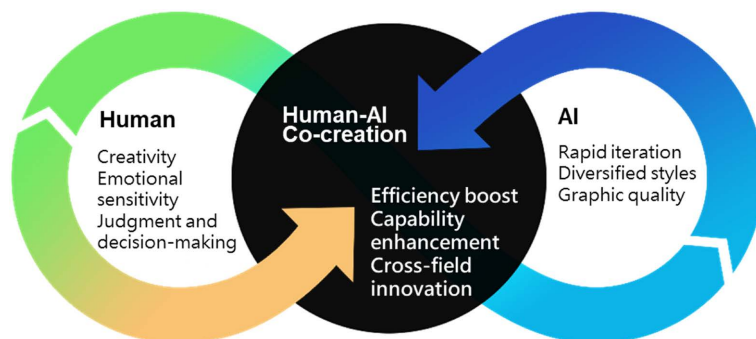 Human
Creativity
Emotional
sensitivity
Judgment and
decision-making
Human-AI
Co-creation
Efficiency boost
Capability
enhancement
Cross-field
innovation
AI
Rapid iteration
Diversified styles
Graphic quality